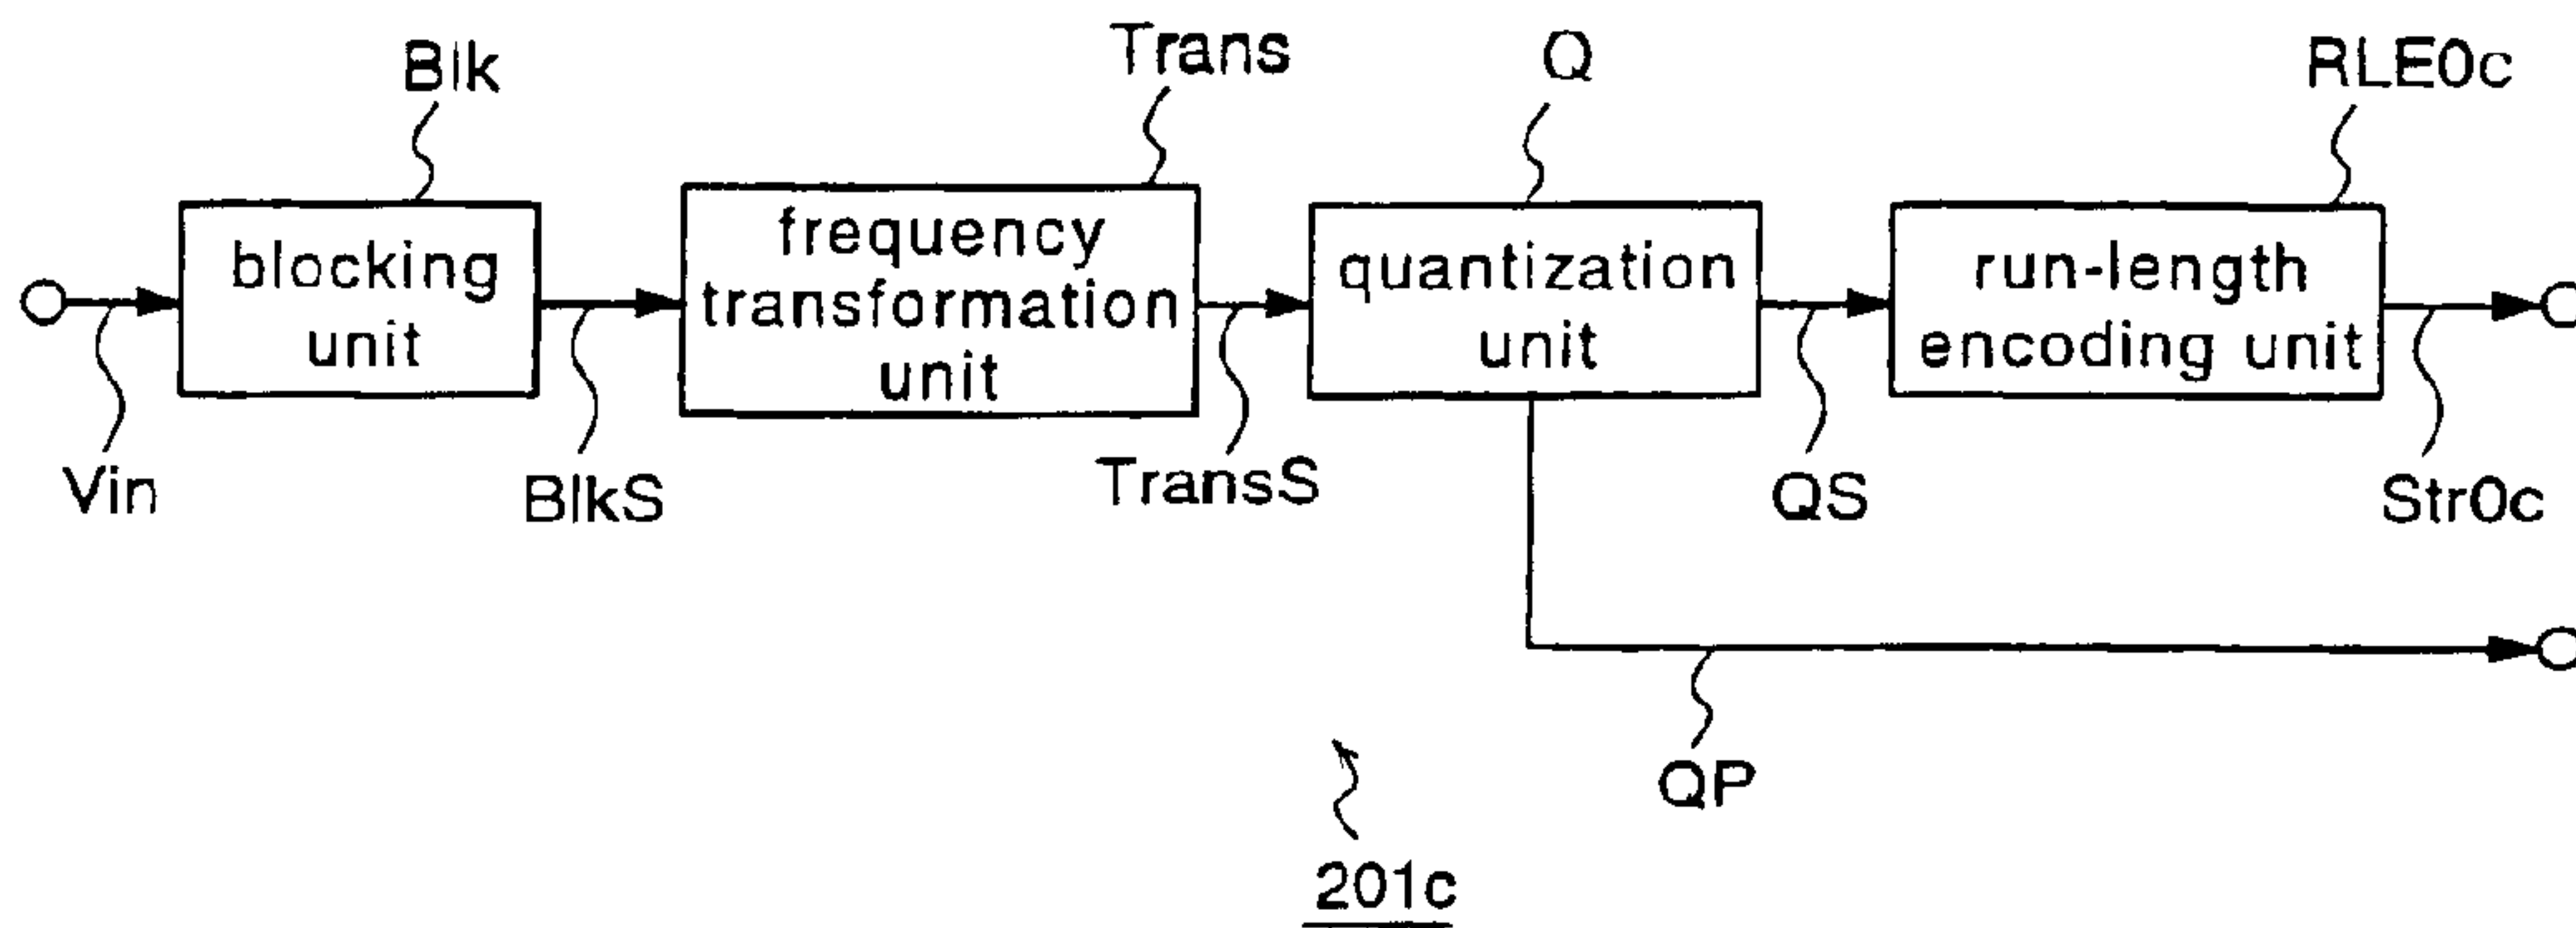 Blk
Trans
Q
RLE0c
blocking
unit
frequency
transformation
unit
quantization
unit
run-length
encoding unit
Vin
BlkS
TransS
QS
Str0c
QP
201c